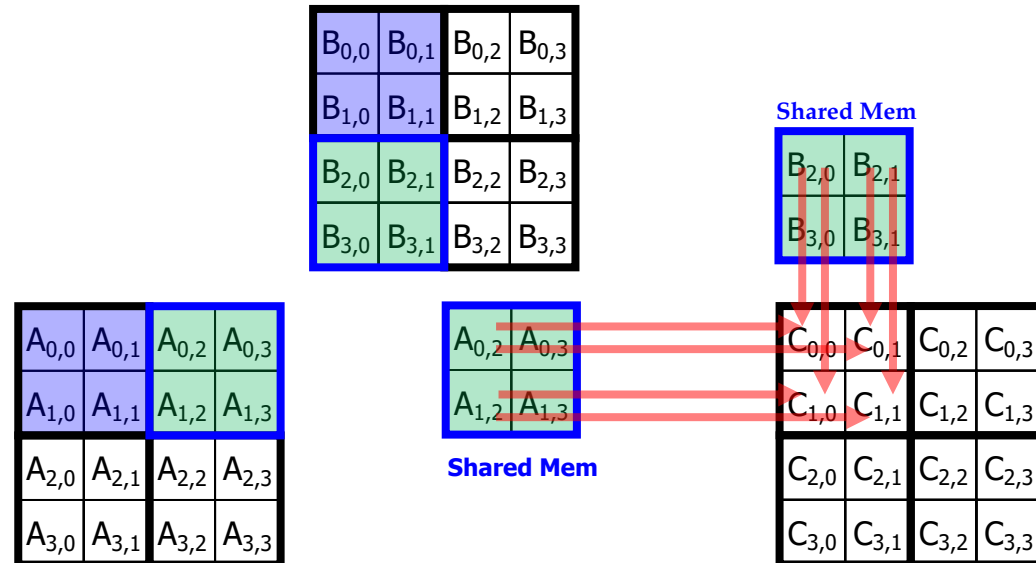 B0,0 B0,1 B0,2 B0,3
B1,0 B1,1 B1,2 B1,3
B2,0 B2,1 B2,2 B2,3
B3,0 B3,1 B3,2 B3,3
Shared Mem
B2,0 B2,1
B3,0 B3,1
A0,0 A0,1 A0,2 A0,3
A1,0 A1,1 A1,2 A1,3
A2,0 A2,1 A2,2 A2,3
A3,0 A3,1 A3,2 A3,3
A0,2 A0,3
A1,2 A1,3
Shared Mem
C0,0 C0,1 C0,2 C0,3
C1,0 C1,1 C1,2 C1,3
C2,0 C2,1 C2,2 C2,3
C3,0 C3,1 C3,2 C3,3